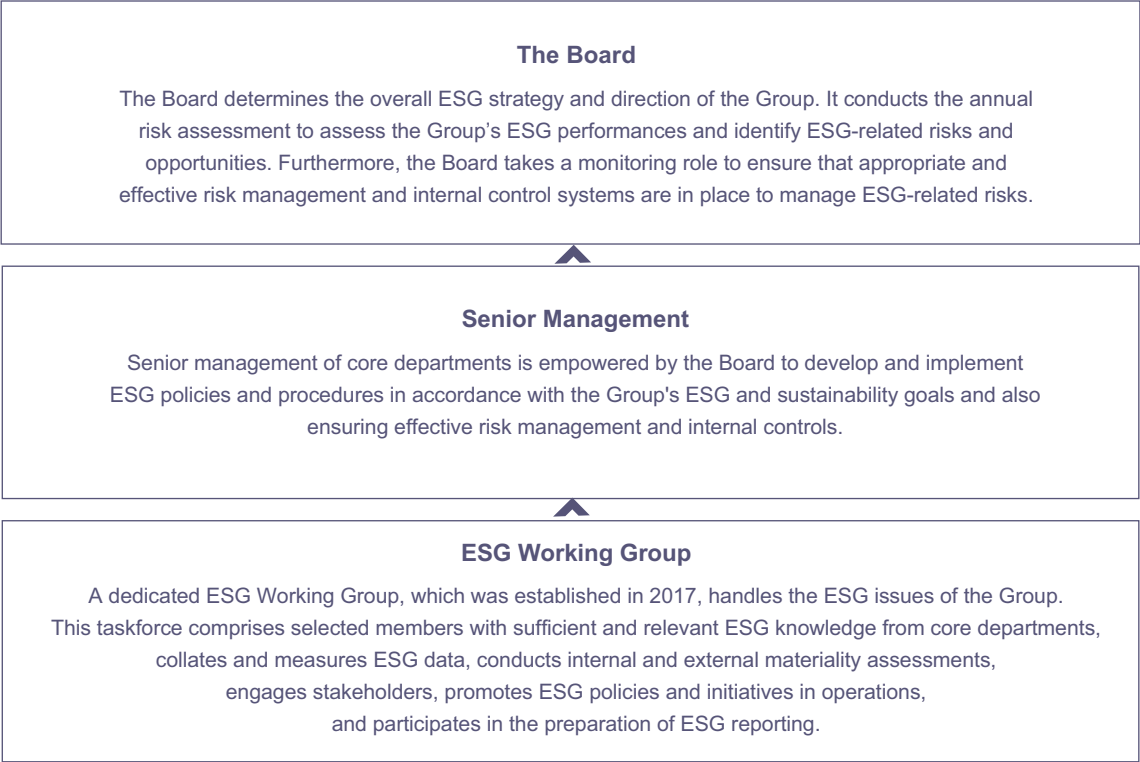 The Board
The Board determines the overall ESG strategy and direction of the Group. It conducts the annual
risk assessment to assess the Group’s ESG performances and identify ESG-related risks and
opportunities. Furthermore, the Board takes a monitoring role to ensure that appropriate and
effective risk management and internal control systems are in place to manage ESG-related risks.
Senior Management
Senior management of core departments is empowered by the Board to develop and implement
ESG policies and procedures in accordance with the Group's ESG and sustainability goals and also
ensuring effective risk management and internal controls.
ESG Working Group
A dedicated ESG Working Group, which was established in 2017, handles the ESG issues of the Group.
This taskforce comprises selected members with sufficient and relevant ESG knowledge from core departments,
collates and measures ESG data, conducts internal and external materiality assessments,
engages stakeholders, promotes ESG policies and initiatives in operations,
and participates in the preparation of ESG reporting.